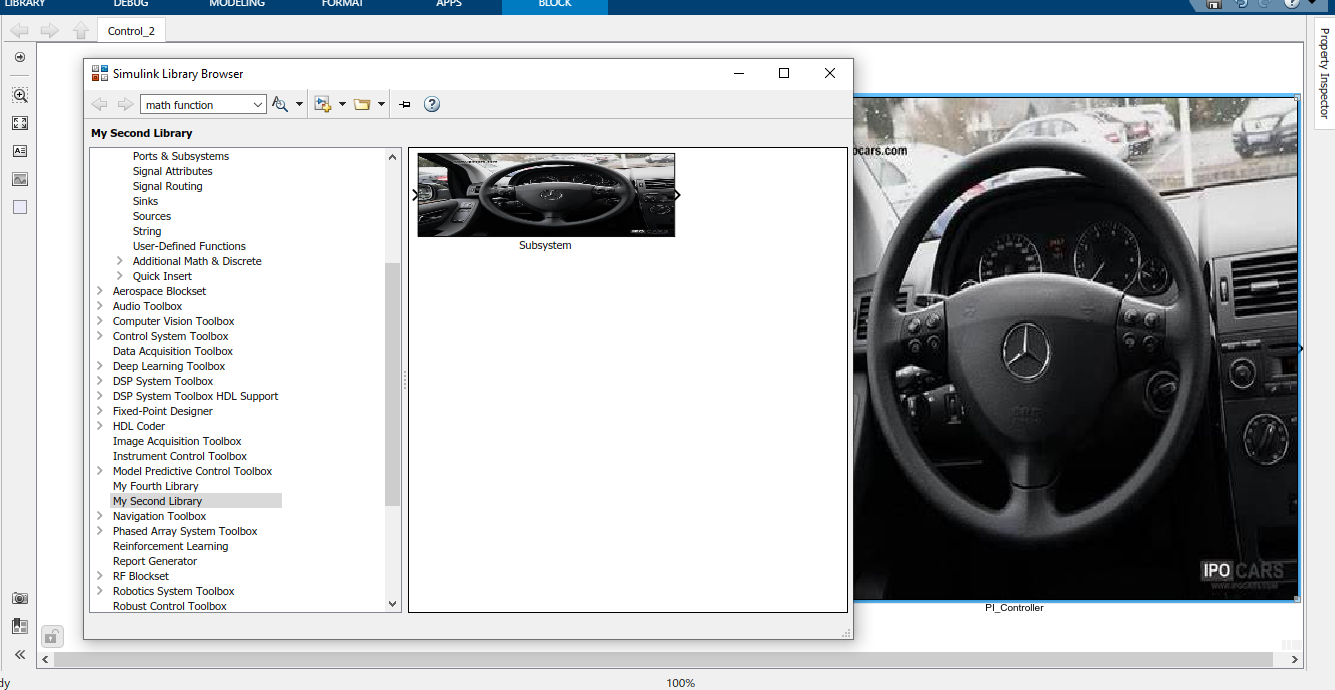 LIBRARY DEBUG MODELING FORMAT APPS BLOCK
Control_2
Property Inspector
Simulink Library Browser
math function
My Second Library
Ports & Subsystems
Signal Attributes
Signal Routing
Sinks
Sources
String
User-Defined Functions
Additional Math & Discrete
Quick Insert
Aerospace Blockset
Audio Toolbox
Computer Vision Toolbox
Control System Toolbox
Data Acquisition Toolbox
Deep Learning Toolbox
DSP System Toolbox
DSP System Toolbox HDL Support
Fixed-Point Designer
HDL Coder
Image Acquisition Toolbox
Instrument Control Toolbox
Model Predictive Control Toolbox
My Fourth Library
My Second Library
Navigation Toolbox
Phased Array System Toolbox
Reinforcement Learning
Report Generator
RF Blockset
Robotics System Toolbox
Robust Control Toolbox
IPO CARS
Subsystem
ocars.com
IPO CARS
WWW.IPOCARS.COM
PI_Controller
dy
100%